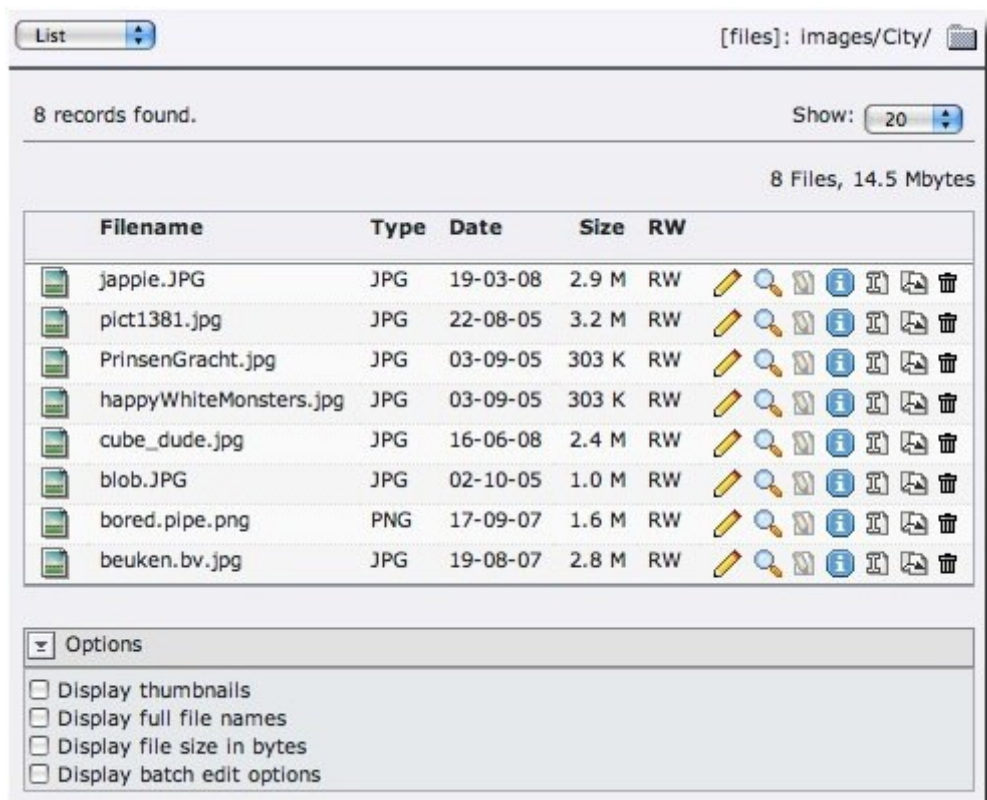 List [files]: images/City/
8 records found. Show: 20
8 Files, 14.5 Mbytes
Filename Type Date Size RW
jappie.JPG JPG 19-03-08 2.9 M RW
pict1381.jpg JPG 22-08-05 3.2 M RW
PrinsenGracht.jpg JPG 03-09-05 303 K RW
happyWhiteMonsters.jpg JPG 03-09-05 303 K RW
cube_dude.jpg JPG 16-06-08 2.4 M RW
blob.JPG JPG 02-10-05 1.0 M RW
bored.pipe.png PNG 17-09-07 1.6 M RW
beuken.bv.jpg JPG 19-08-07 2.8 M RW
Options
Display thumbnails
Display full file names
Display file size in bytes
Display batch edit options